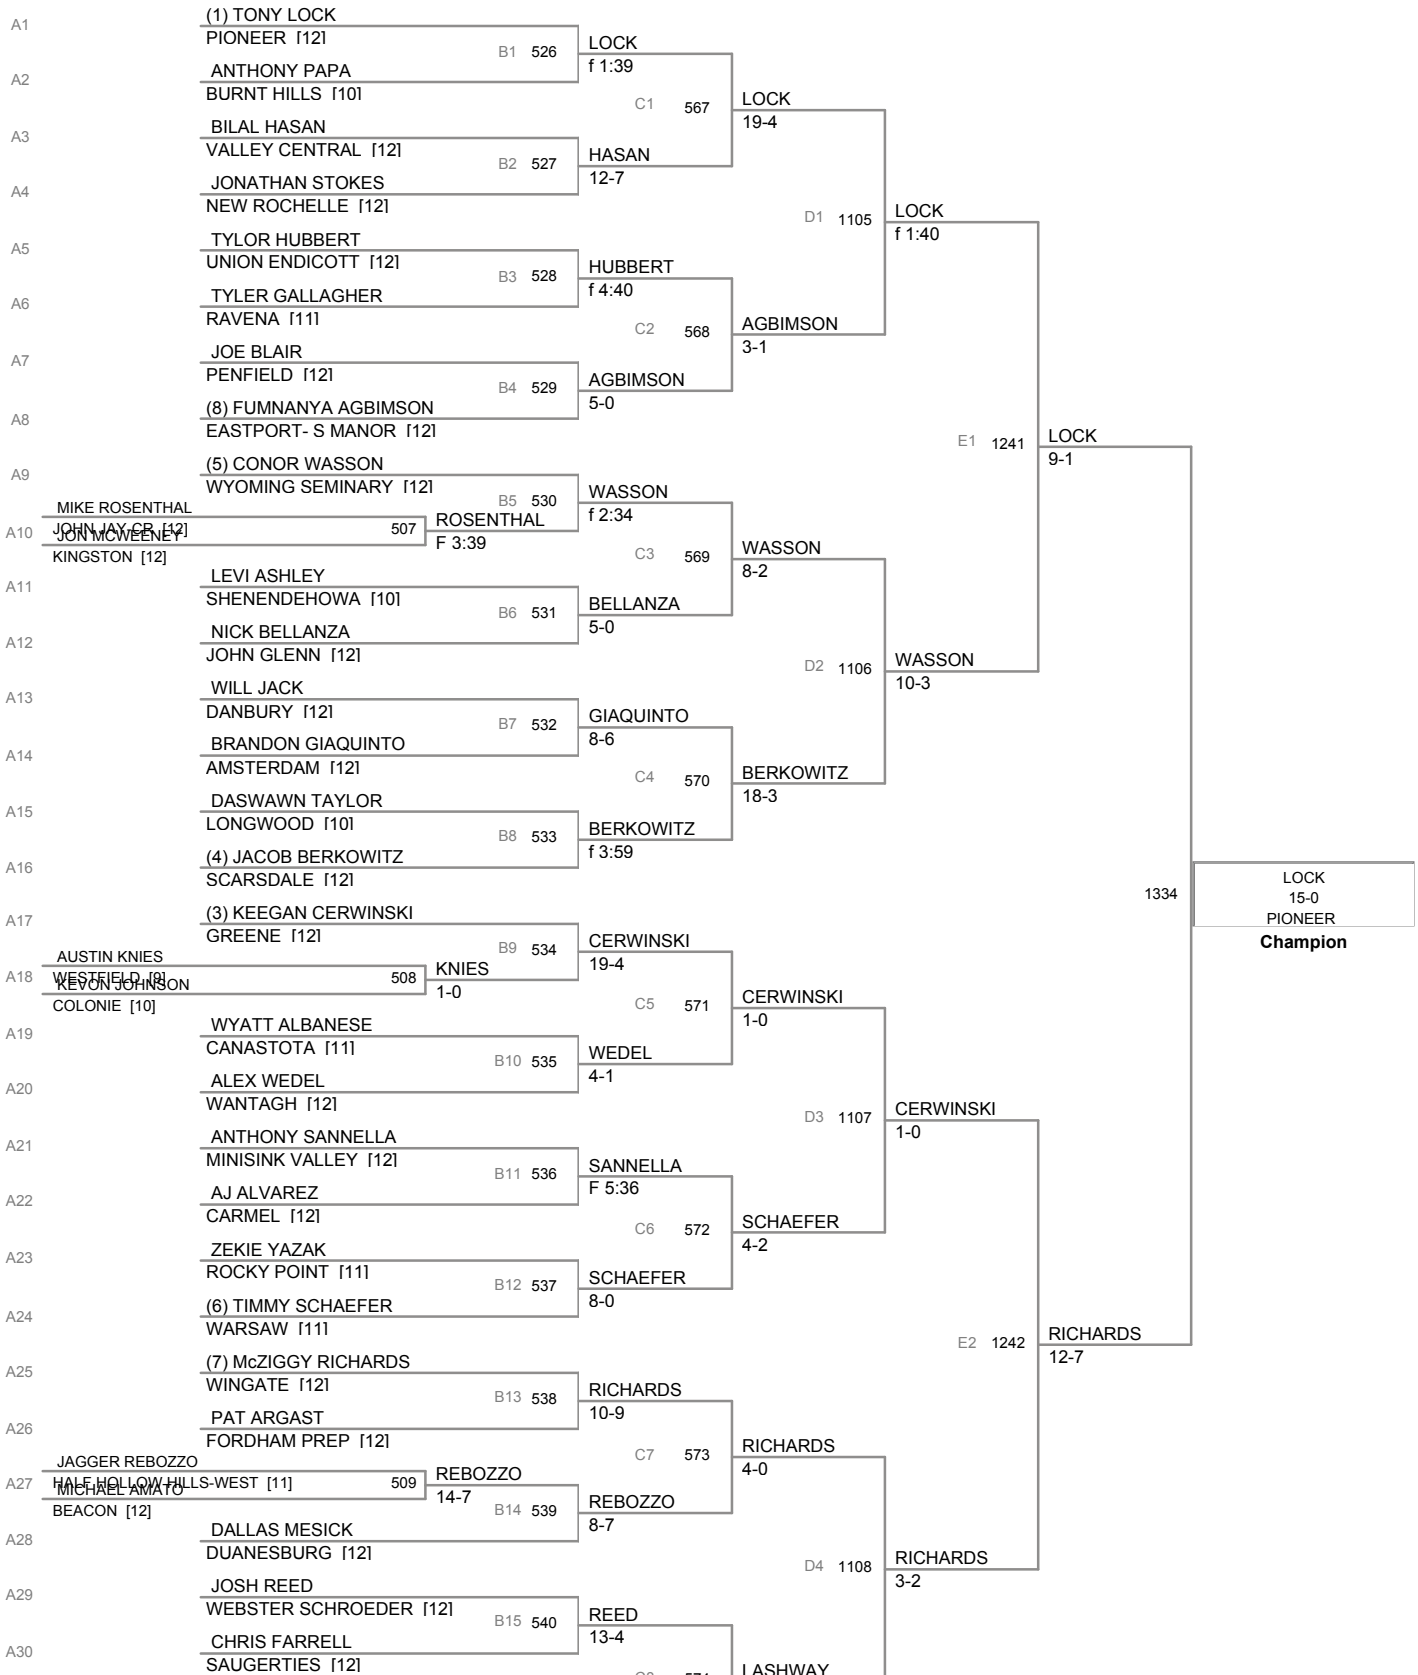 A1
(1) TONY LOCK
PIONEER [12]
B1 526
LOCK
f 1:39
A2
ANTHONY PAPA
BURNT HILLS [10]
C1 567
LOCK
19-4
A3
BILAL HASAN
VALLEY CENTRAL [12]
B2 527
HASAN
12-7
A4
JONATHAN STOKES
NEW ROCHELLE [12]
D1 1105
LOCK
f 1:40
A5
TYLOR HUBBERT
UNION ENDICOTT [12]
B3 528
HUBBERT
f 4:40
A6
TYLER GALLAGHER
RAVENA [11]
C2 568
AGBIMSON
3-1
A7
JOE BLAIR
PENFIELD [12]
B4 529
AGBIMSON
5-0
A8
(8) FUMNANYA AGBIMSON
EASTPORT- S MANOR [12]
E1 1241
LOCK
9-1
A9
(5) CONOR WASSON
WYOMING SEMINARY [12]
B5 530
WASSON
f 2:34
A10
MIKE ROSENTHAL
JOHN JAY-CR [12]
JON MCWEENEY
KINGSTON [12]
507
ROSENTHAL
F 3:39
C3 569
WASSON
8-2
A11
LEVI ASHLEY
SHENENDEHOWA [10]
B6 531
BELLANZA
5-0
A12
NICK BELLANZA
JOHN GLENN [12]
D2 1106
WASSON
10-3
A13
WILL JACK
DANBURY [12]
B7 532
GIAQUINTO
8-6
A14
BRANDON GIAQUINTO
AMSTERDAM [12]
C4 570
BERKOWITZ
18-3
A15
DASWAWN TAYLOR
LONGWOOD [10]
B8 533
BERKOWITZ
f 3:59
A16
(4) JACOB BERKOWITZ
SCARSDALE [12]
1334
LOCK
15-0
PIONEER
Champion
A17
(3) KEEGAN CERWINSKI
GREENE [12]
B9 534
CERWINSKI
19-4
A18
AUSTIN KNIES
WESTFIELD [9]
KEVON JOHNSON
COLONIE [10]
508
KNIES
1-0
C5 571
CERWINSKI
1-0
A19
WYATT ALBANESE
CANASTOTA [11]
B10 535
WEDEL
4-1
A20
ALEX WEDEL
WANTAGH [12]
D3 1107
CERWINSKI
1-0
A21
ANTHONY SANNELLA
MINISINK VALLEY [12]
B11 536
SANNELLA
F 5:36
A22
AJ ALVAREZ
CARMEL [12]
C6 572
SCHAEFER
4-2
A23
ZEKIE YAZAK
ROCKY POINT [11]
B12 537
SCHAEFER
8-0
A24
(6) TIMMY SCHAEFER
WARSAW [11]
E2 1242
RICHARDS
12-7
A25
(7) McZIGGY RICHARDS
WINGATE [12]
B13 538
RICHARDS
10-9
A26
PAT ARGAST
FORDHAM PREP [12]
C7 573
RICHARDS
4-0
A27
JAGGER REBOZZO
HALF HOLLOW HILLS-WEST [11]
MICHAEL AMATO
BEACON [12]
509
REBOZZO
14-7
B14 539
REBOZZO
8-7
A28
DALLAS MESICK
DUANESBURG [12]
D4 1108
RICHARDS
3-2
A29
JOSH REED
WEBSTER SCHROEDER [12]
B15 540
REED
13-4
A30
CHRIS FARRELL
SAUGERTIES [12]
LASHWAY